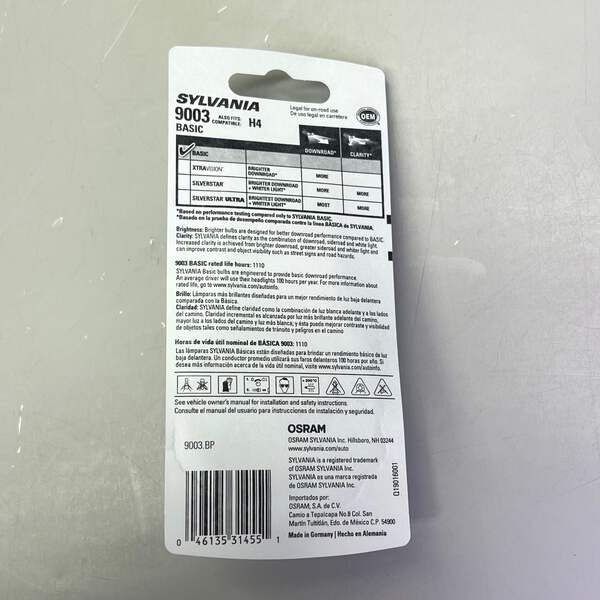 SYLVANIA
9003 ALSO FITS: COMPATIBLE: H4
BASIC
Legal for on-road use
De uso legal en carretera
OEM
DOWNROAD* CLARITY*
BASIC
XTRAVISION BRIGHTER DOWNROAD* MORE
SILVERSTAR BRIGHTER DOWNROAD + WHITER LIGHT* MORE MORE
SILVERSTAR ULTRA BRIGHTEST DOWNROAD + WHITER LIGHT* MOST MORE
*Based on performance testing compared only to SYLVANIA BASIC.
*Basado en la prueba de desempeño comparada contra la línea BÁSICA de SYLVANIA.
Brightness: Brighter bulbs are designed for better downroad performance compared to BASIC.
Clarity: SYLVANIA defines clarity as the combination of downroad, sideroad and white light.
Increased clarity is achieved from brighter downroad, greater sideroad and whiter light and
can improve contrast and object visibility such as street signs and road hazards.
9003 BASIC rated life hours: 1110
SYLVANIA Basic bulbs are engineered to provide basic downroad performance.
An average driver will use their headlights 100 hours per year. For more information about
rated life, go to www.sylvania.com/autoinfo.
Brillo: Lámparas más brillantes diseñadas para un mejor rendimiento de luz baja delantera
comparada con la Básica.
Claridad: SYLVANIA define claridad como la combinación de luz blanca adelante y a los lados
del camino. Claridad incremental es alcanzada por luz más brillante adelante del camino,
mayor luz a los lados del camino y luz más blanca; y ésta puede mejorar contraste y visibilidad
de objetos tales como señalamientos de tránsito y peligros en el camino.
Horas de vida útil nominal de BÁSICA 9003: 1110
Las lámparas SYLVANIA Básicas están diseñadas para brindar un rendimiento básico de luz
baja delantera. Un conductor promedio utilizará sus faros delanteros 100 horas por año. Si
desea más información acerca de la vida útil nominal, visite www.sylvania.com/autoinfo.
See vehicle owner's manual for installation and safety instructions.
Consulte el manual del usuario para instrucciones de instalación y seguridad.
9003.BP
OSRAM
OSRAM SYLVANIA Inc. Hillsboro, NH 03244
www.sylvania.com/auto
SYLVANIA is a registered trademark
of OSRAM SYLVANIA Inc.
SYLVANIA es una marca registrada
de OSRAM SYLVANIA Inc.
Importados por:
OSRAM, S.A. de C.V.
Camio a Tepalcapa No.8 Col. San
Martín Tultitlán, Edo. de México C.P. 54900
Made in Germany | Hecho en Alemania
Q19016001
0 46135 31455 1